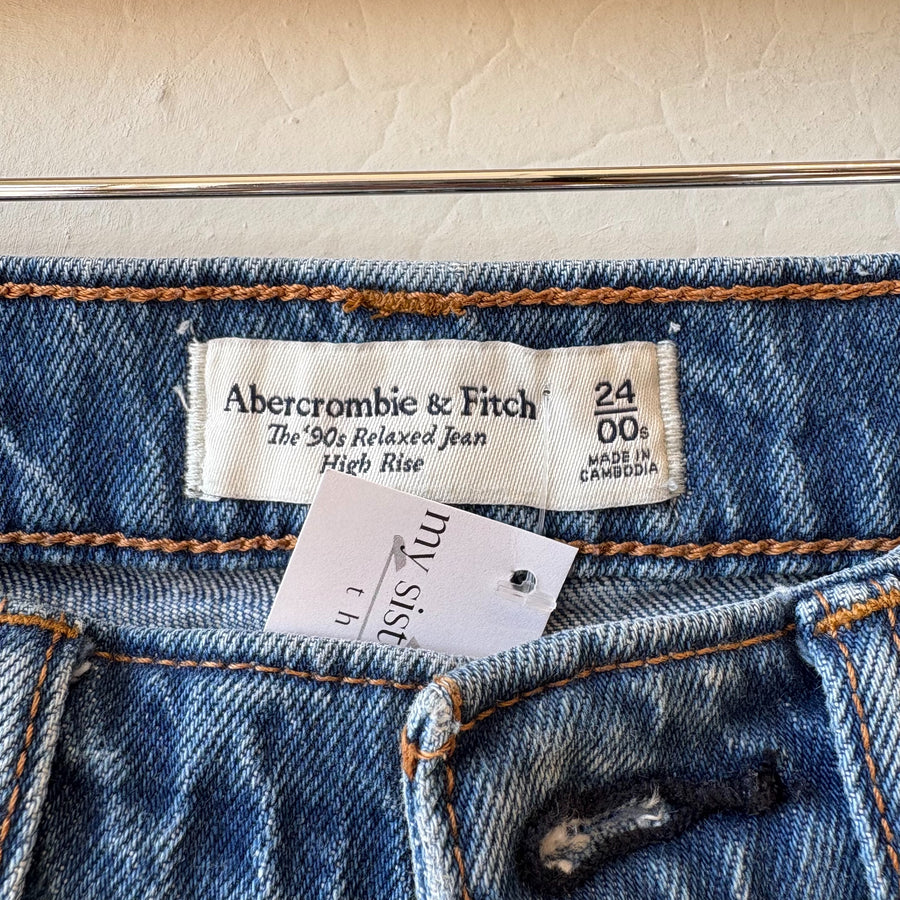 Abercrombie & Fitch
The '90s Relaxed Jean
High Rise
24
00s
MADE IN
CAMBODIA
my sist
th